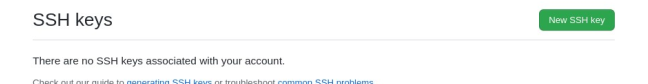 SSH keys
New SSH key
There are no SSH keys associated with your account.
Check out our guide to generating SSH keys or troubleshoot common SSH problems.